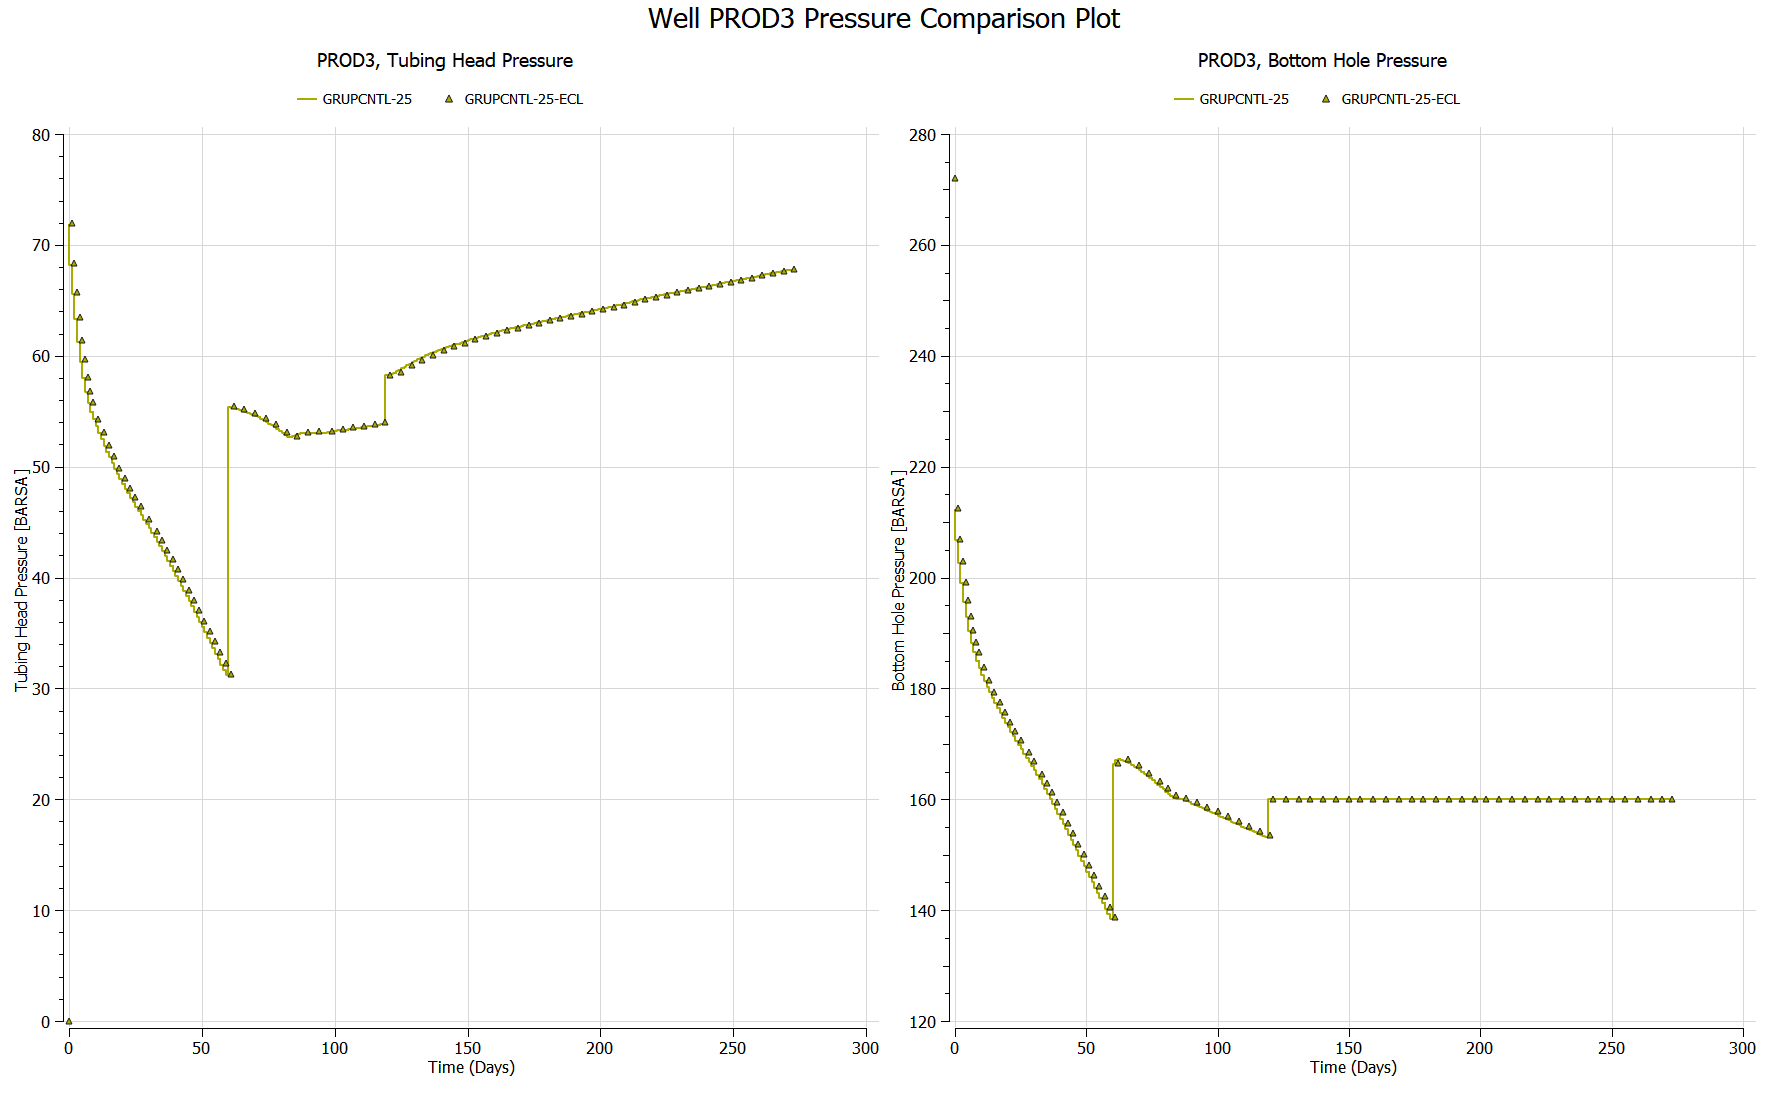 Well PROD3 Pressure Comparison Plot
PROD3, Tubing Head Pressure
GRUPCNTL-25
GRUPCNTL-25-ECL
80
70
60
50
40
30
20
10
0
Tubing Head Pressure [BARSA]
0 50 100 150 200 250 300
Time (Days)
PROD3, Bottom Hole Pressure
GRUPCNTL-25
GRUPCNTL-25-ECL
280
260
240
220
200
180
160
140
120
Bottom Hole Pressure [BARSA]
0 50 100 150 200 250 300
Time (Days)